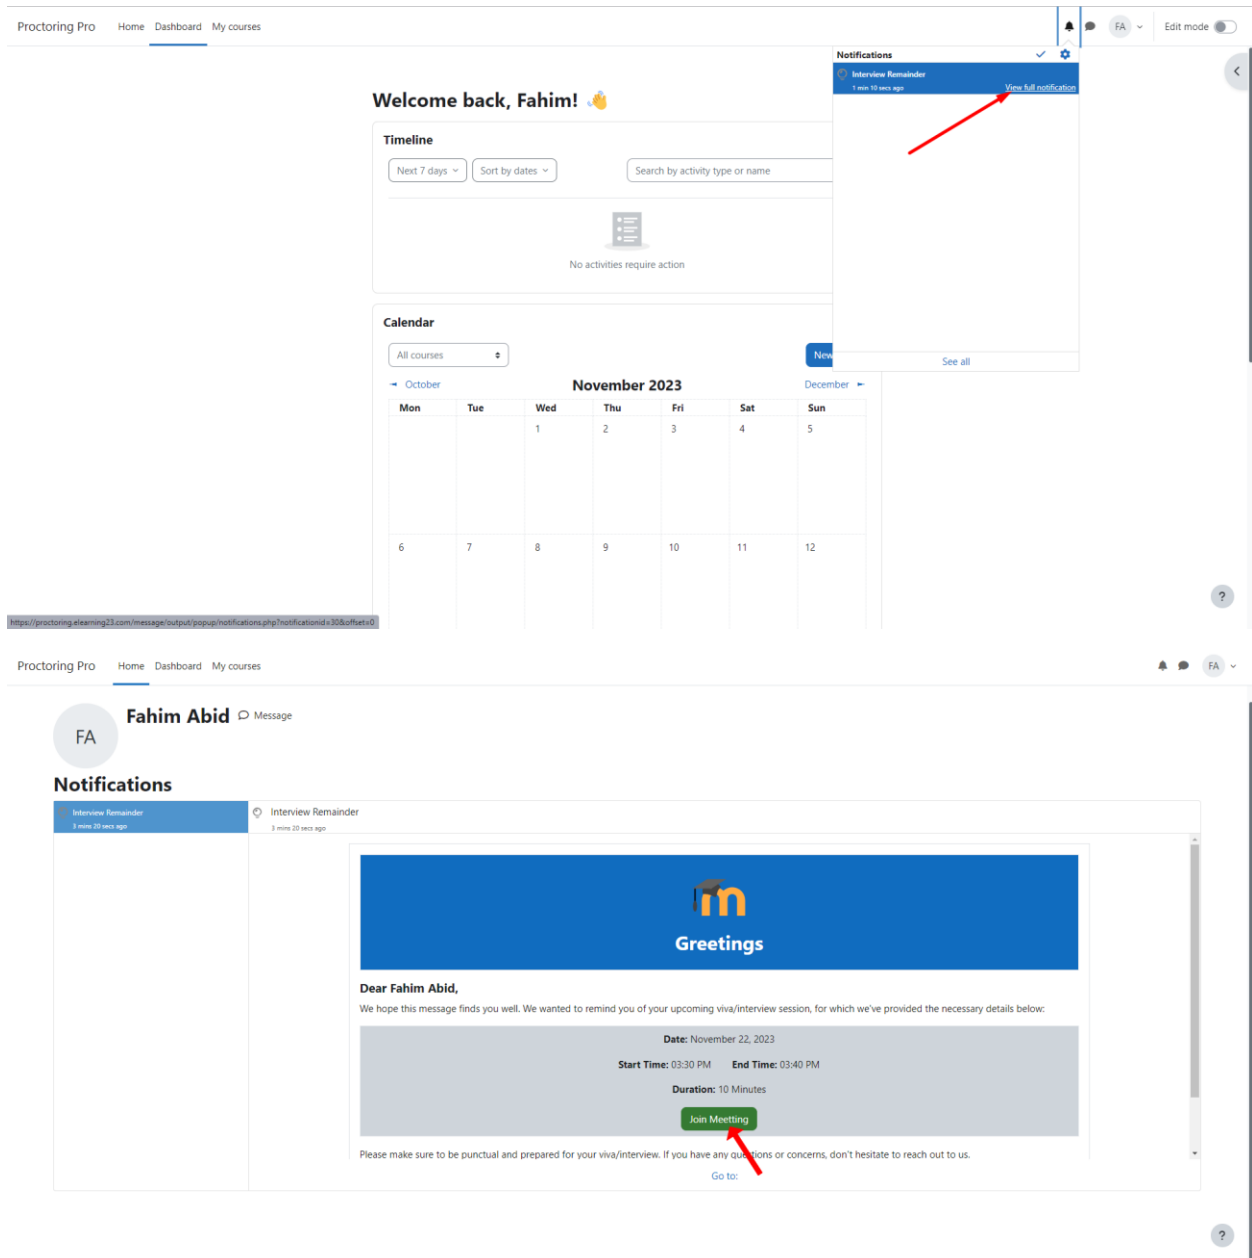 Proctoring Pro Home Dashboard My courses FA Edit mode
Notifications
Interview Remainder
1 min 10 secs ago View full notification
Welcome back, Fahim! 👋
Timeline
Next 7 days Sort by dates Search by activity type or name
No activities require action
See all
Calendar
All courses New
October November 2023 December
Mon Tue Wed Thu Fri Sat Sun
1 2 3 4 5
6 7 8 9 10 11 12
?
https://proctoring.elearning23.com/message/output/popup/notifications.php?notificationid=30&offset=0
Proctoring Pro Home Dashboard My courses FA
FA
Fahim Abid Message
Notifications
Interview Remainder
3 mins 20 secs ago
Interview Remainder
3 mins 20 secs ago
m
Greetings
Dear Fahim Abid,
We hope this message finds you well. We wanted to remind you of your upcoming viva/interview session, for which we've provided the necessary details below:
Date: November 22, 2023
Start Time: 03:30 PM End Time: 03:40 PM
Duration: 10 Minutes
Join Meetting
Please make sure to be punctual and prepared for your viva/interview. If you have any questions or concerns, don't hesitate to reach out to us.
Go to:
?